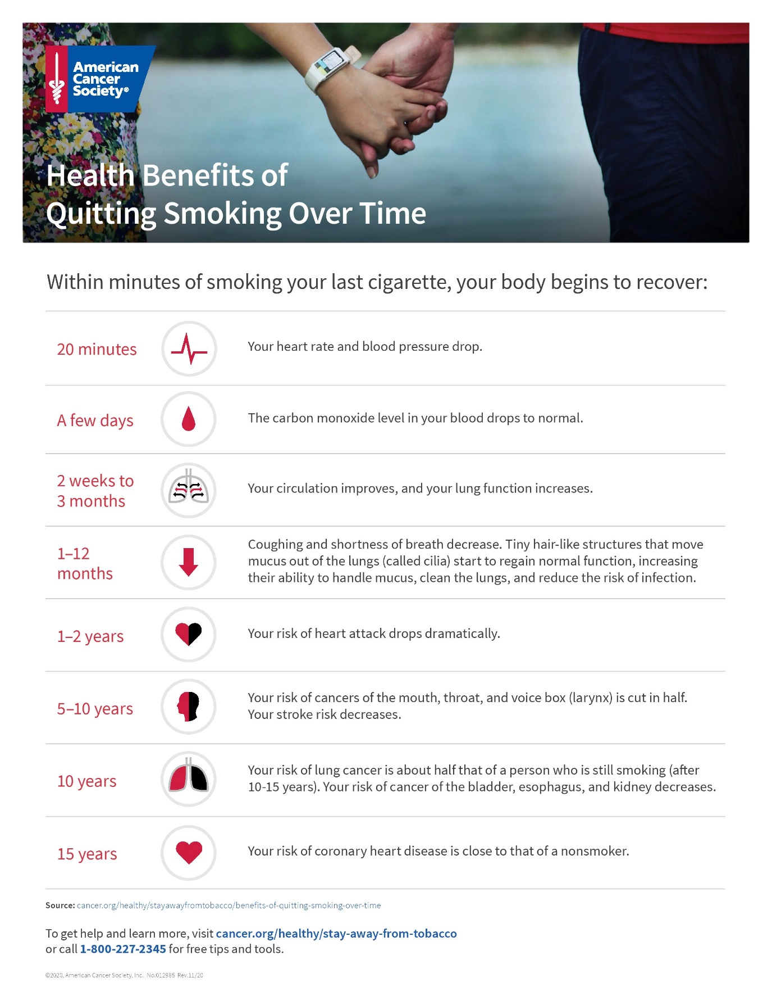 American
Cancer
Society®
Health Benefits of
Quitting Smoking Over Time
Within minutes of smoking your last cigarette, your body begins to recover:
20 minutes
Your heart rate and blood pressure drop.
A few days
The carbon monoxide level in your blood drops to normal.
2 weeks to
3 months
Your circulation improves, and your lung function increases.
1–12
months
Coughing and shortness of breath decrease. Tiny hair-like structures that move
mucus out of the lungs (called cilia) start to regain normal function, increasing
their ability to handle mucus, clean the lungs, and reduce the risk of infection.
1–2 years
Your risk of heart attack drops dramatically.
5–10 years
Your risk of cancers of the mouth, throat, and voice box (larynx) is cut in half.
Your stroke risk decreases.
10 years
Your risk of lung cancer is about half that of a person who is still smoking (after
10-15 years). Your risk of cancer of the bladder, esophagus, and kidney decreases.
15 years
Your risk of coronary heart disease is close to that of a nonsmoker.
Source: cancer.org/healthy/stayawayfromtobacco/benefits-of-quitting-smoking-over-time
To get help and learn more, visit cancer.org/healthy/stay-away-from-tobacco
or call 1-800-227-2345 for free tips and tools.
©2020, American Cancer Society, Inc. No.012985 Rev.11/20